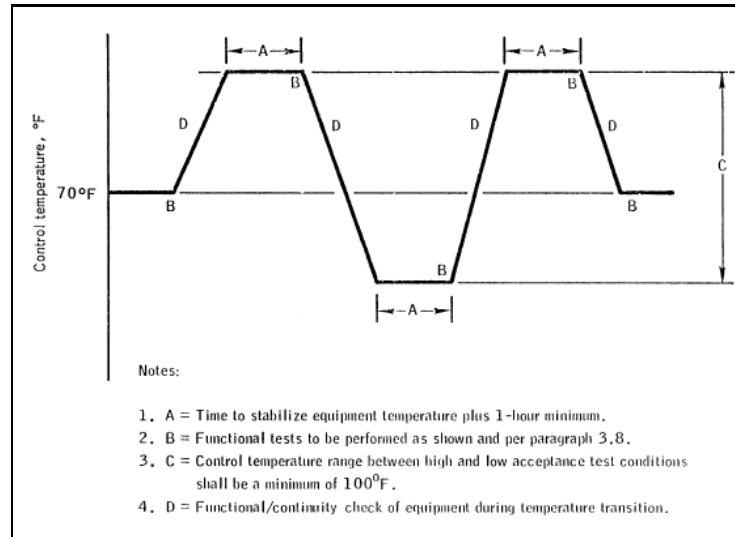 A
A
B
B
D
D
D
D
C
Control temperature, °F
70°F
B
B
B
A
Notes:
1. A = Time to stabilize equipment temperature plus 1-hour minimum.
2. B = Functional tests to be performed as shown and per paragraph 3.8.
3. C = Control temperature range between high and low acceptance test conditions
shall be a minimum of 100°F.
4. D = Functional/continuity check of equipment during temperature transition.